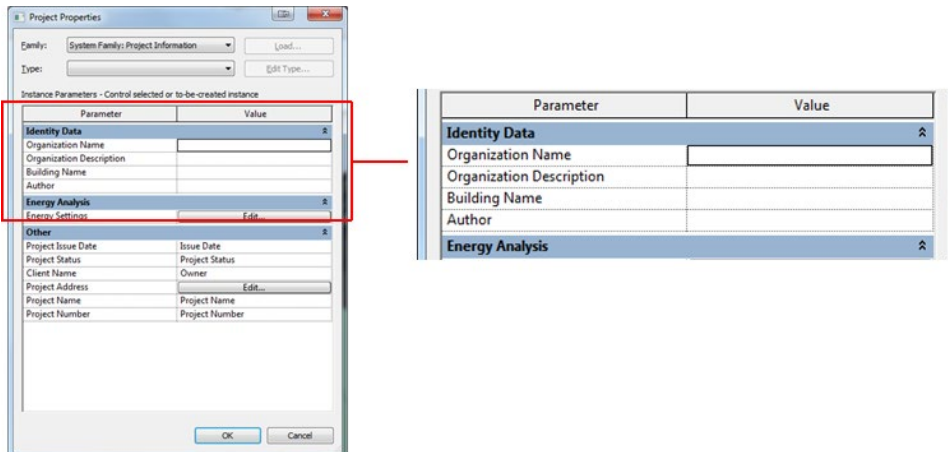 Project Properties
Family: System Family: Project Information Load...
Type: Edit Type...
Instance Parameters - Control selected or to-be-created instance
Parameter Value
Identity Data
Organization Name
Organization Description
Building Name
Author
Energy Analysis
Energy Settings Edit...
Other
Project Issue Date Issue Date
Project Status Project Status
Client Name Owner
Project Address Edit...
Project Name Project Name
Project Number Project Number
OK Cancel
Parameter Value
Identity Data
Organization Name
Organization Description
Building Name
Author
Energy Analysis